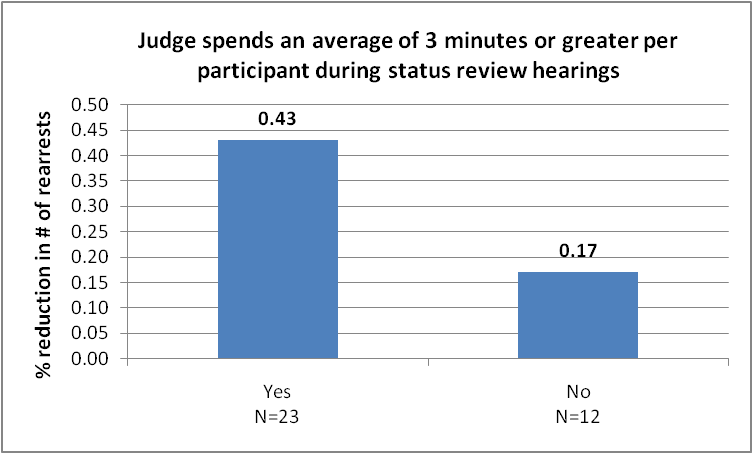 Judge spends an average of 3 minutes or greater per
participant during status review hearings
% reduction in # of rearrests
0.50
0.45
0.40
0.35
0.30
0.25
0.20
0.15
0.10
0.05
0.00
0.43
0.17
Yes
N=23
No
N=12